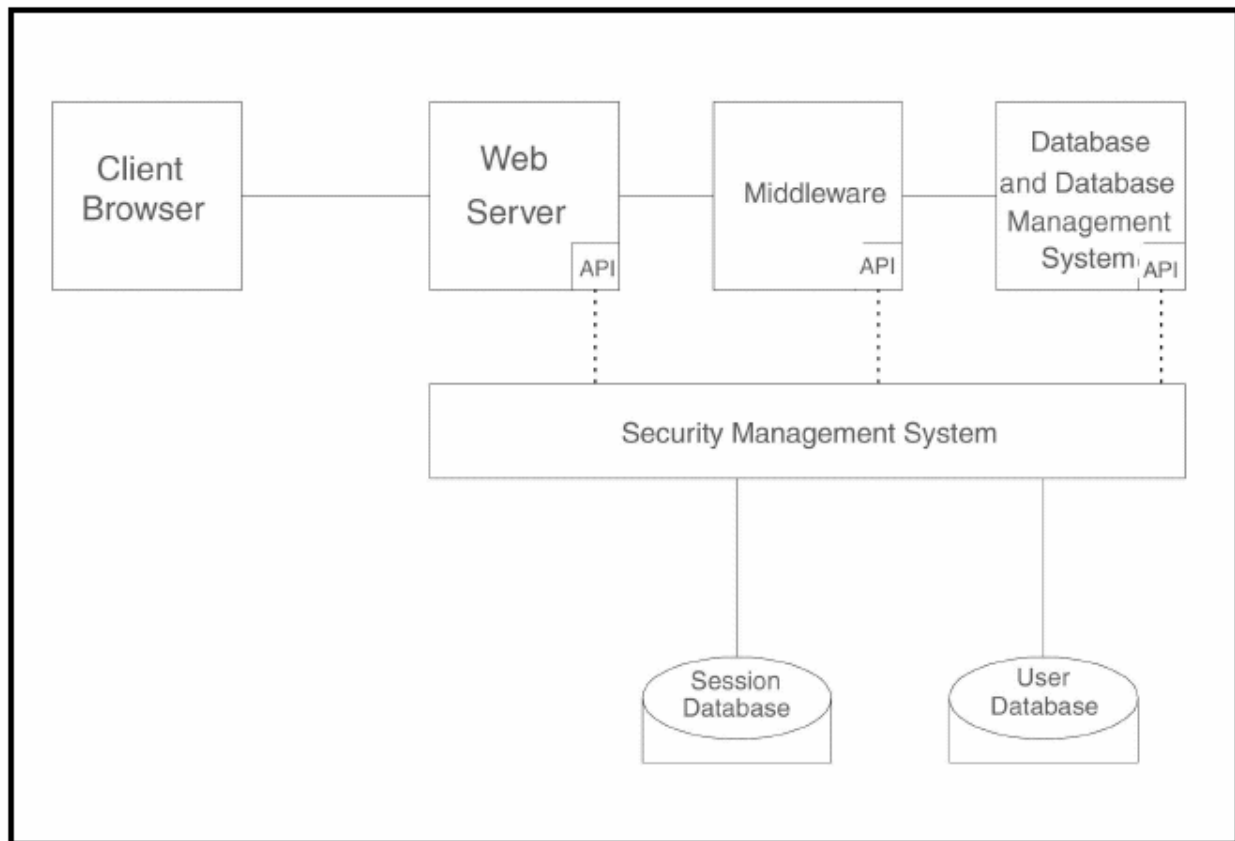 Client
Browser
Web
Server
API
Middleware
API
Database
and Database
Management
System
API
Security Management System
Session
Database
User
Database